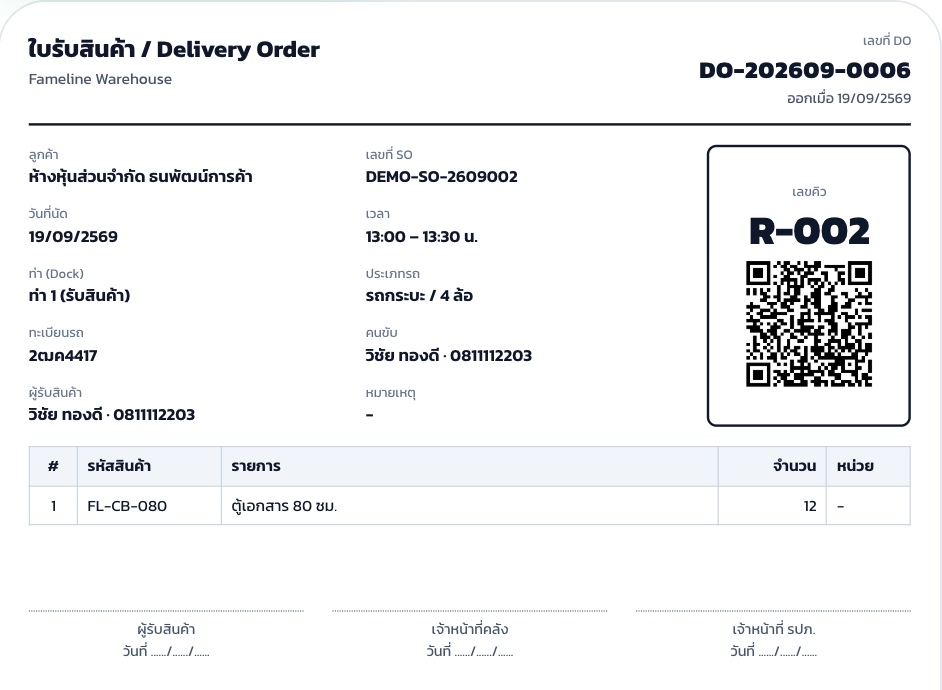 ใบรับสินค้า / Delivery Order
Fameline Warehouse
เลขที่ DO
DO-202609-0006
ออกเมื่อ 19/09/2569
ลูกค้า
ห้างหุ้นส่วนจำกัด ธนพัฒน์การค้า
เลขที่ SO
DEMO-SO-2609002
วันที่นัด
19/09/2569
เวลา
13:00 – 13:30 น.
ท่า (Dock)
ท่า 1 (รับสินค้า)
ประเภทรถ
รถกระบะ / 4 ล้อ
ทะเบียนรถ
2ฒค4417
คนขับ
วิชัย ทองดี · 0811112203
ผู้รับสินค้า
วิชัย ทองดี · 0811112203
หมายเหตุ
-
เลขคิว
R-002
# รหัสสินค้า รายการ จำนวน หน่วย
1 FL-CB-080 ตู้เอกสาร 80 ซม. 12 -
ผู้รับสินค้า เจ้าหน้าที่คลัง เจ้าหน้าที่ รปภ.
วันที่ ....../....../...... วันที่ ....../....../...... วันที่ ....../....../......